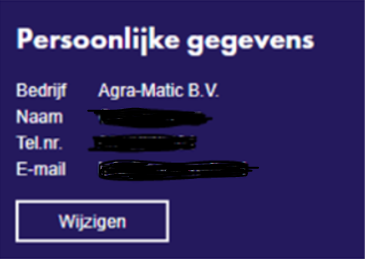 Persoonlijke gegevens
Bedrijf Agra-Matic B.V.
Naam
Tel.nr.
E-mail
Wijzigen